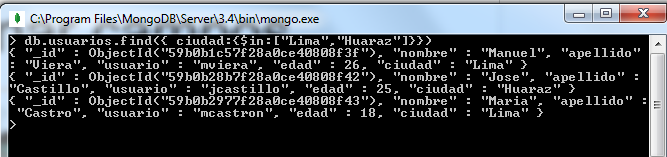 C:\Program Files\MongoDB\Server\3.4\bin\mongo.exe
> db.usuarios.find({ ciudad:{$in:["Lima","Huaraz"]}})
{ "_id" : ObjectId("59b0b1c57f28a0ce40808f3f"), "nombre" : "Manuel", "apellido"
: "Viera", "usuario" : "mviera", "edad" : 26, "ciudad" : "Lima" }
{ "_id" : ObjectId("59b0b28b7f28a0ce40808f42"), "nombre" : "Jose", "apellido" :
"Castillo", "usuario" : "jcastillo", "edad" : 25, "ciudad" : "Huaraz" }
{ "_id" : ObjectId("59b0b2977f28a0ce40808f43"), "nombre" : "Maria", "apellido" :
"Castro", "usuario" : "mcastron", "edad" : 18, "ciudad" : "Lima" }
>